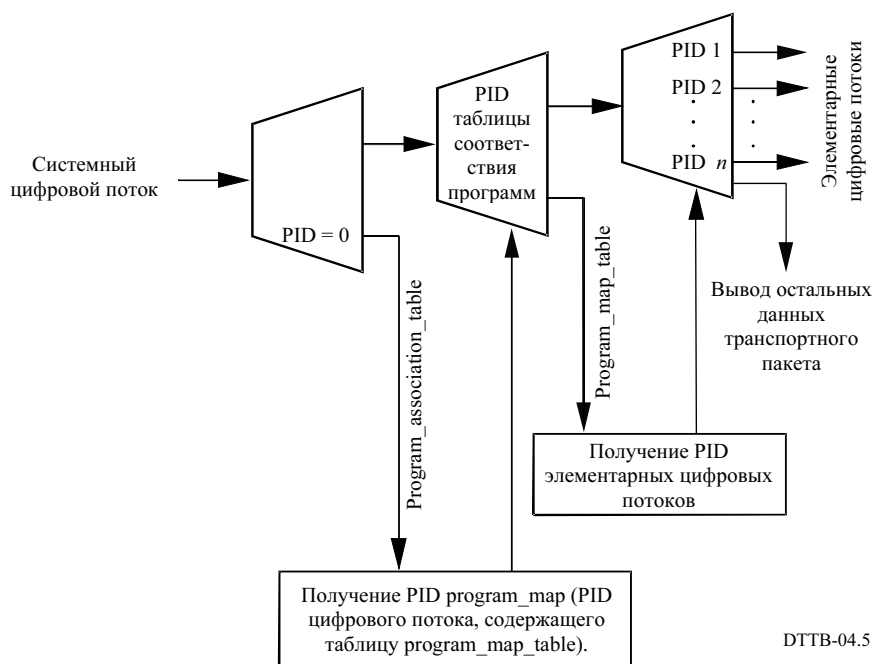 Системный
цифровой поток
PID = 0
PID
таблицы
соответ-
ствия
программ
PID 1
PID 2
PID n
Элементарные
цифровые потоки
Вывод остальных
данных
транспортного
пакета
Program_association_table
Program_map_table
Получение PID
элементарных цифровых
потоков
Получение PID program_map (PID
цифрового потока, содержащего
таблицу program_map_table).
DTTB-04.5